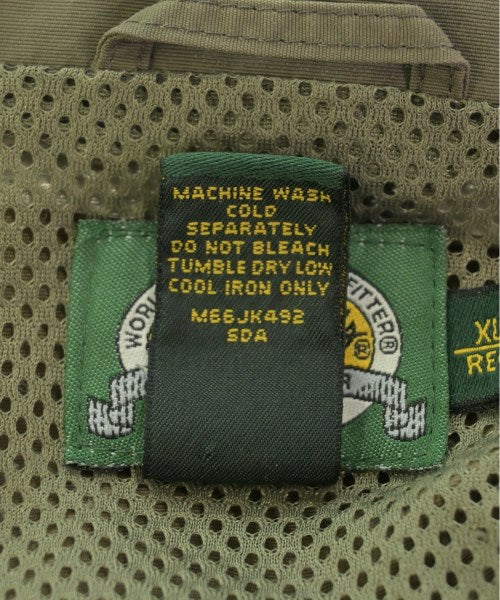 MACHINE WASH
COLD
SEPARATELY
DO NOT BLEACH
TUMBLE DRY LOW
COOL IRON ONLY
M66JK492
SDA